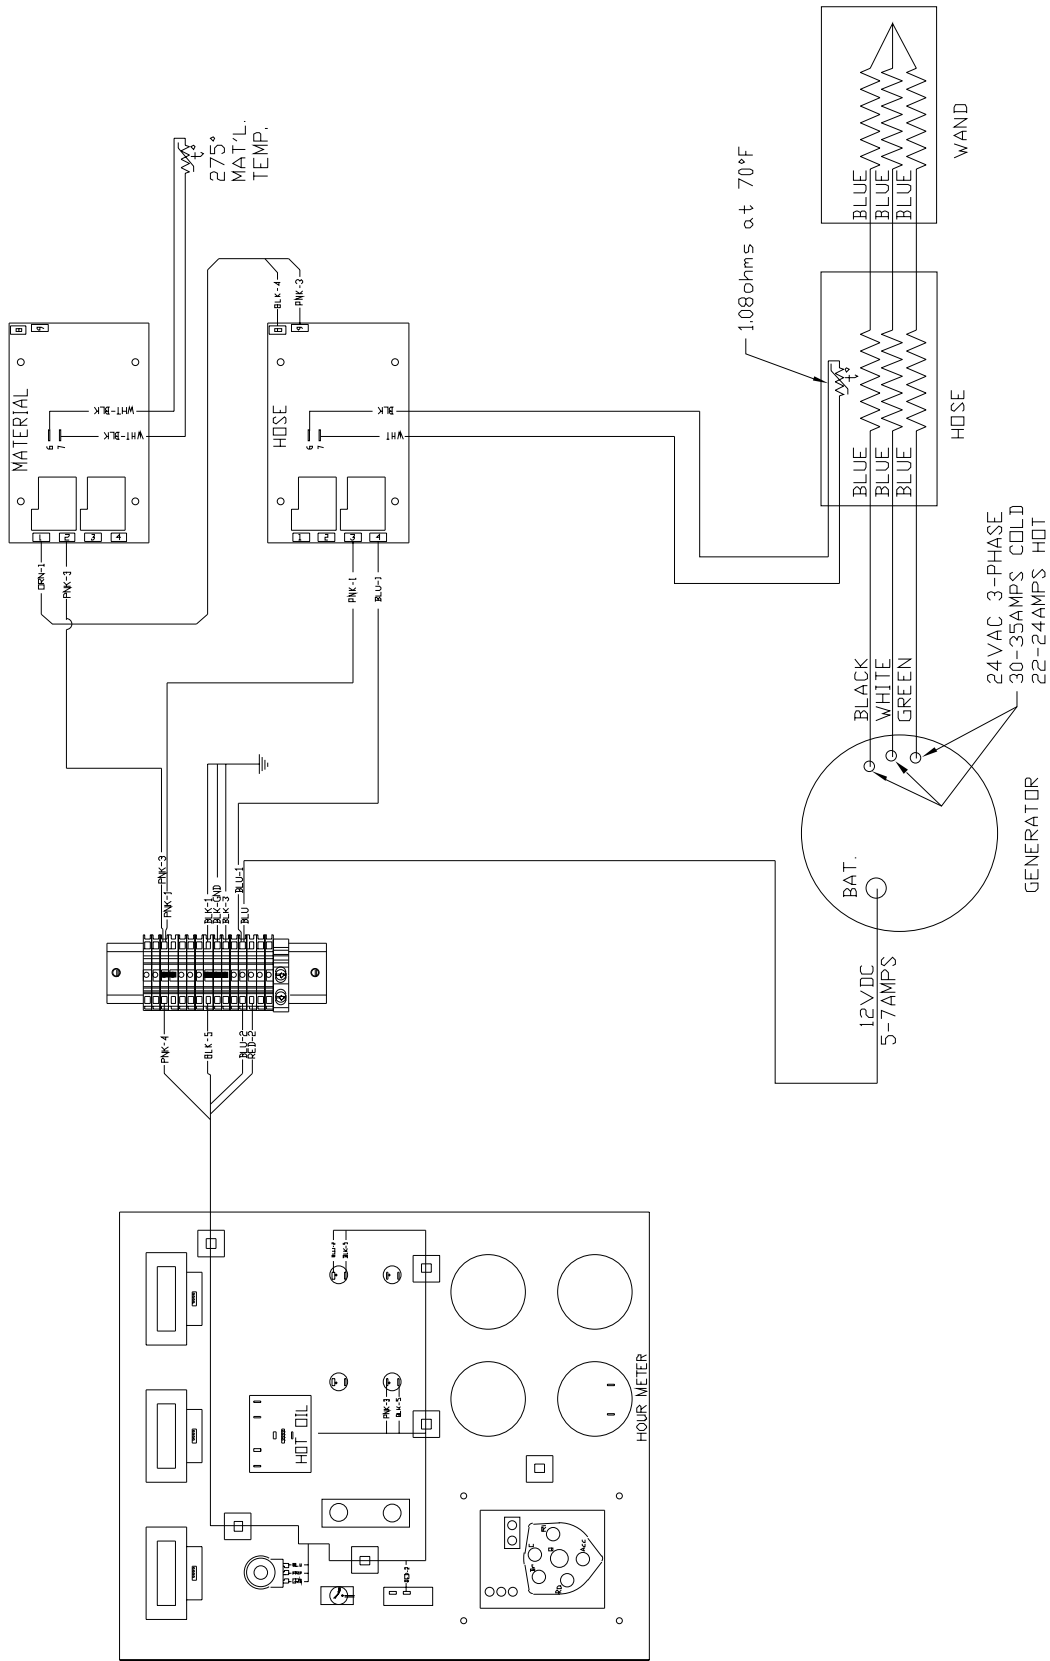 WAND
BLUE
BLUE
BLUE
1.08ohms at 70°F
HOSE
BLUE
BLUE
BLUE
24VAC 3-PHASE
30-35AMPS COLD
22-24AMPS HOT
BLACK
WHITE
GREEN
GENERATOR
BAT.
12VDC
5-7AMPS
275°
MAT'L.
TEMP.
t°
t°
MATERIAL
8
9
6
7
WHT-BLK
WHT-BLK
1
2
3
4
ORN-1
PNK-3
HOSE
8
9
BLK-4
PNK-3
6
7
BLK
WHT
1
2
3
4
PNK-1
BLU-1
PNK-3
PNK-1
BLK-1
BLK-GND
BLK-3
BLU-1
BLU
PNK-4
BLK-5
BLU-2
RED-2
BLK-5
PNK-3
BLK-5
HOT OIL
HOUR METER
Acc